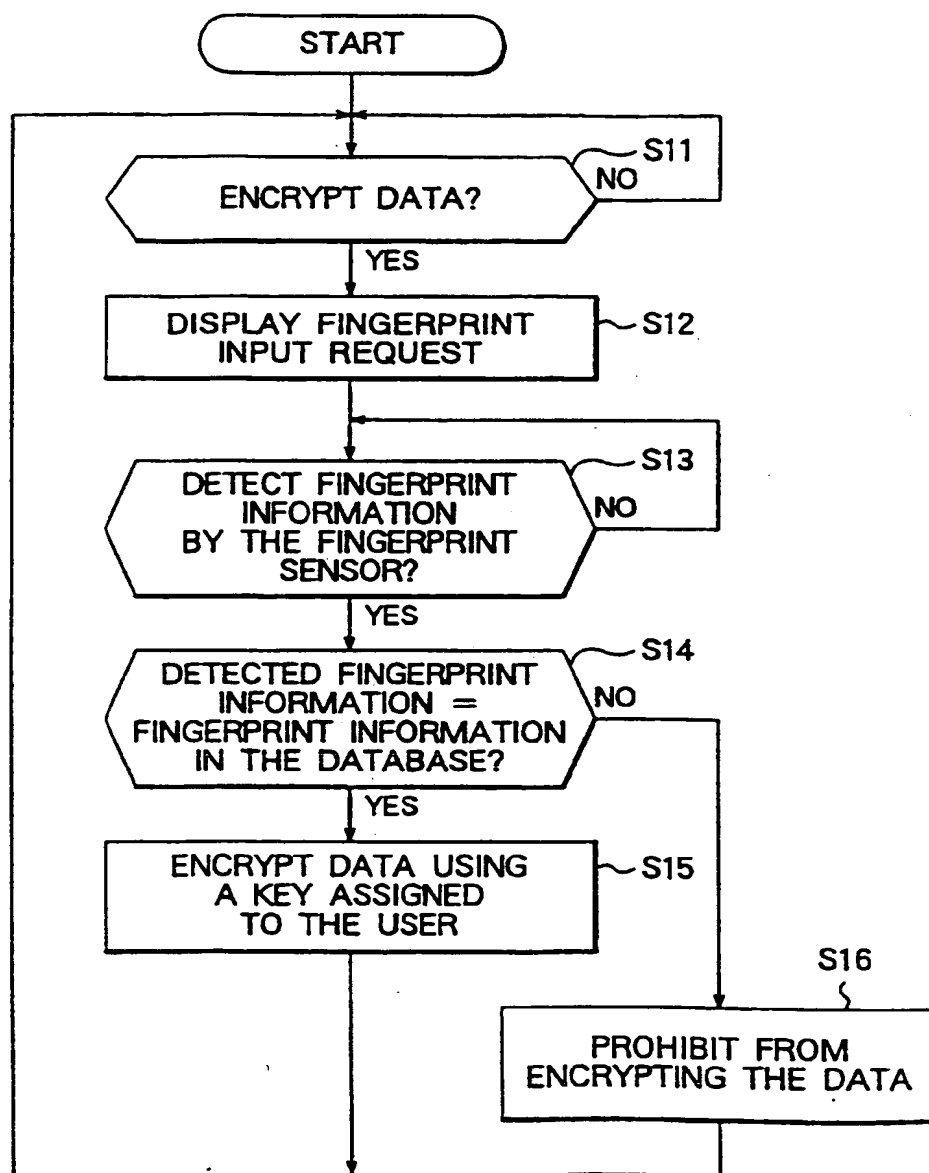 START
S11
ENCRYPT DATA?
NO
YES
DISPLAY FINGERPRINT
INPUT REQUEST
S12
S13
DETECT FINGERPRINT
INFORMATION
BY THE FINGERPRINT
SENSOR?
NO
YES
S14
DETECTED FINGERPRINT
INFORMATION =
FINGERPRINT INFORMATION
IN THE DATABASE?
NO
YES
ENCRYPT DATA USING
A KEY ASSIGNED
TO THE USER
S15
S16
PROHIBIT FROM
ENCRYPTING THE DATA